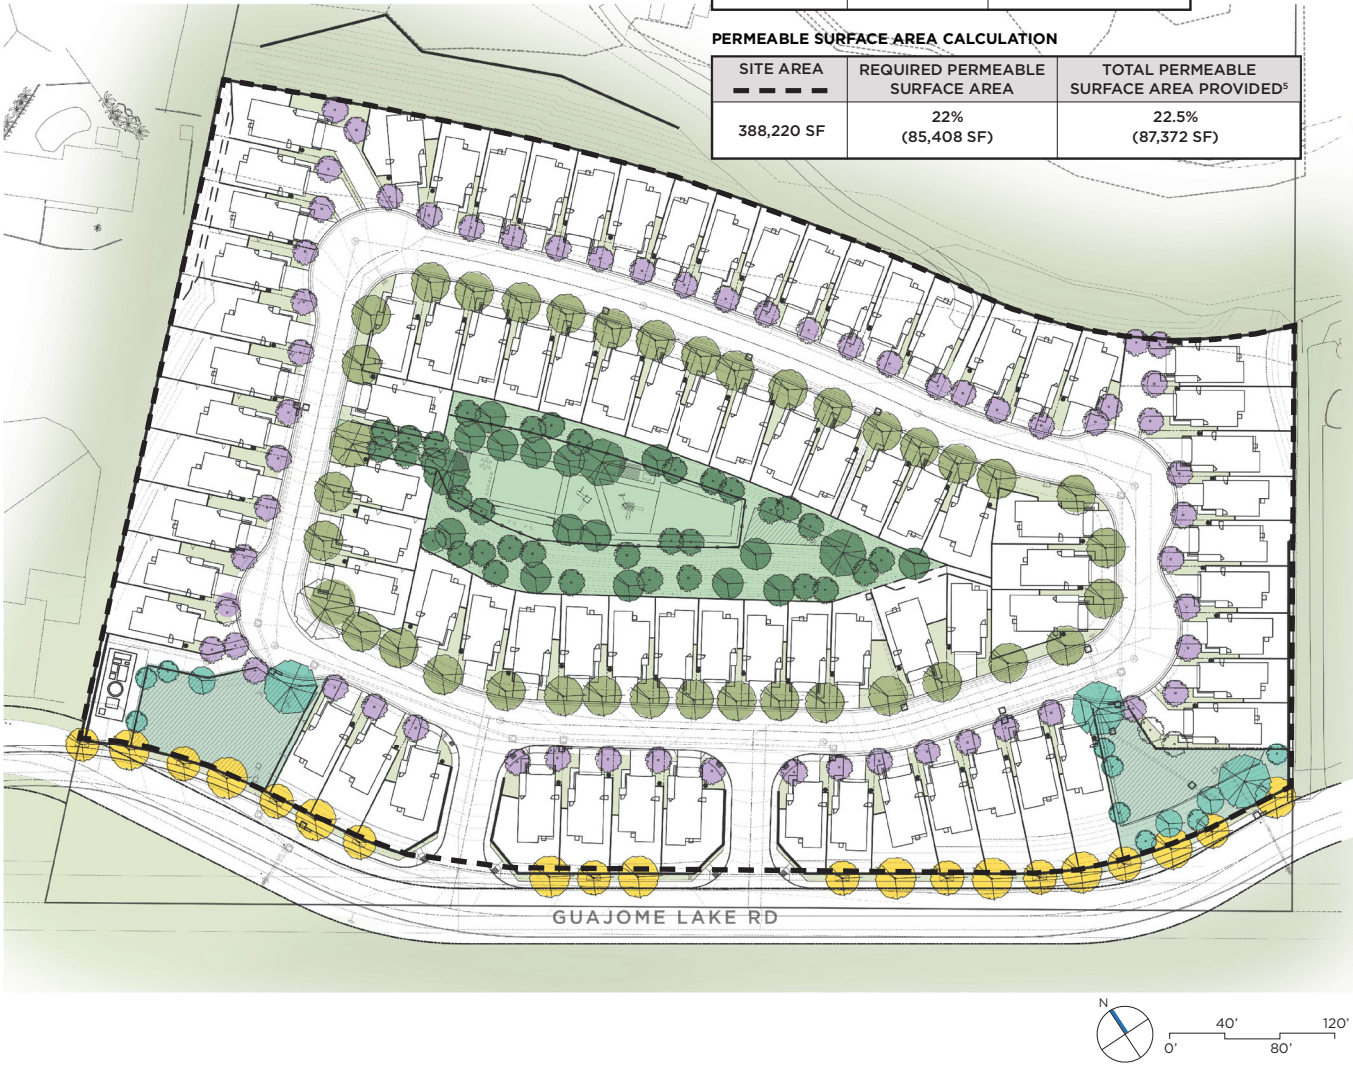 PERMEABLE SURFACE AREA CALCULATION
SITE AREA
REQUIRED PERMEABLE
SURFACE AREA
TOTAL PERMEABLE
SURFACE AREA PROVIDED⁵
388,220 SF
22%
(85,408 SF)
22.5%
(87,372 SF)
GUAJOME LAKE RD
N
40'
120'
0'
80'